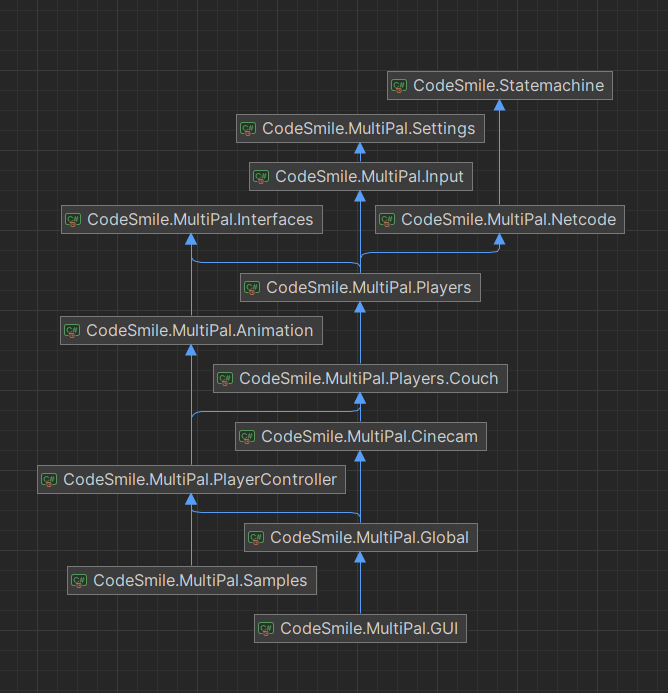 CodeSmile.Statemachine
CodeSmile.MultiPal.Settings
CodeSmile.MultiPal.Input
CodeSmile.MultiPal.Interfaces
CodeSmile.MultiPal.Netcode
CodeSmile.MultiPal.Players
CodeSmile.MultiPal.Animation
CodeSmile.MultiPal.Players.Couch
CodeSmile.MultiPal.Cinecam
CodeSmile.MultiPal.PlayerController
CodeSmile.MultiPal.Global
CodeSmile.MultiPal.Samples
CodeSmile.MultiPal.GUI